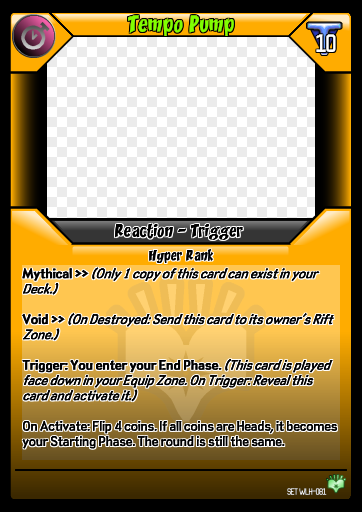 Tempo Pump
10
Reaction - Trigger
Hyper Rank
Mythical >> (Only 1 copy of this card can exist in your
Deck.)
Void >> (On Destroyed: Send this card to its owner's Rift
Zone.)
Trigger: You enter your End Phase. (This card is played
face down in your Equip Zone. On Trigger: Reveal this
card and activate it.)
On Activate: Flip 4 coins. If all coins are Heads, it becomes
your Starting Phase. The round is still the same.
SET WLH-081